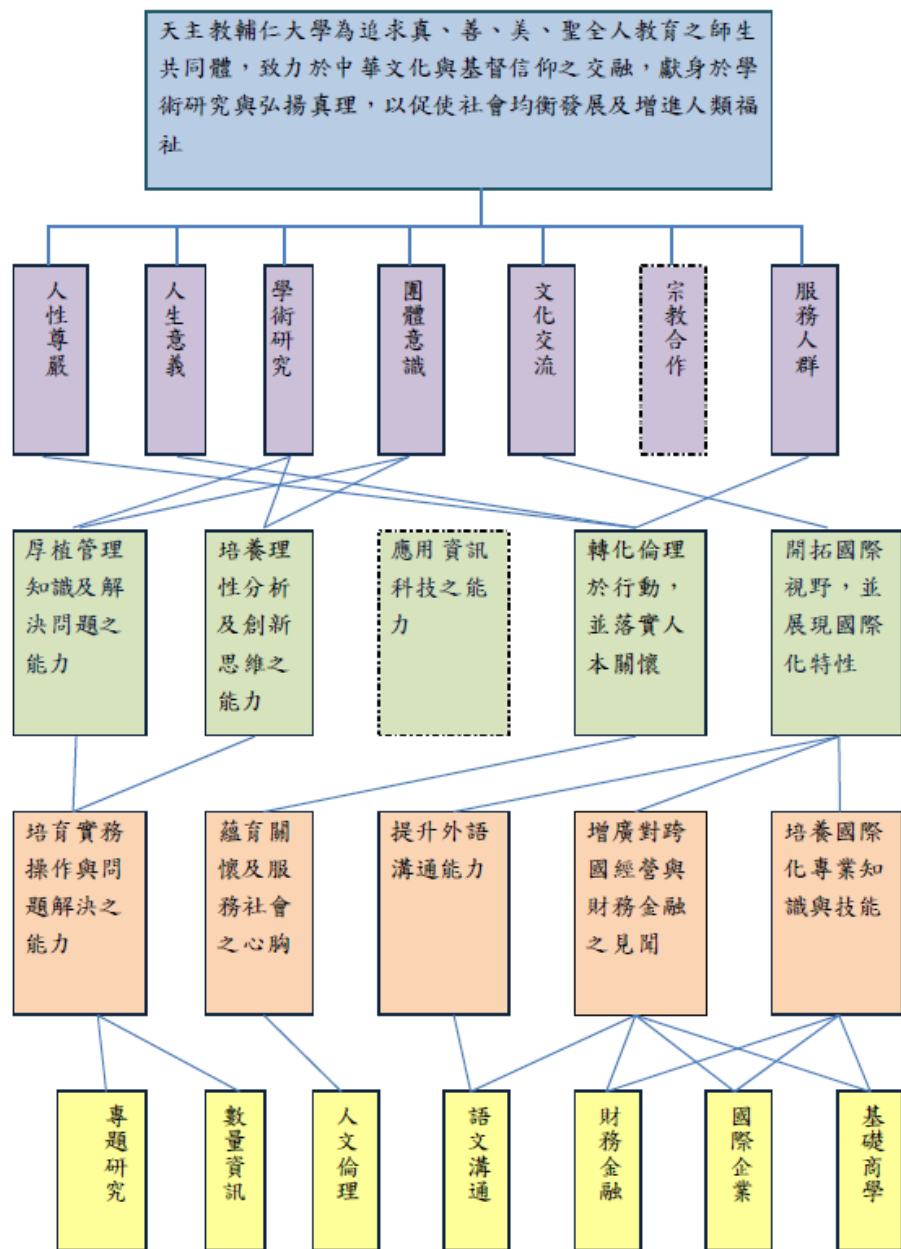 天主教輔仁大學為追求真、善、美、聖全人教育之師生
共同體，致力於中華文化與基督信仰之交融，獻身於學
術研究與弘揚真理，以促使社會均衡發展及增進人類福
祉
人性尊嚴
人生意義
學術研究
團體意識
文化交流
宗教合作
服務人群
厚植管理
知識及解
決問題之
能力
培養理
性分析
及創新
思維之
能力
應用資訊
科技之能
力
轉化倫理
於行動，
並落實人
本關懷
開拓國際
視野，並
展現國際
化特性
培育實務
操作與問
題解決之
能力
蘊育關
懷及服
務社會
之心胸
提升外語
溝通能力
增廣對跨
國經營與
財務金融
之見聞
培養國際
化專業知
識與技能
專題研究
數量資訊
人文倫理
語文溝通
財務金融
國際企業
基礎商學